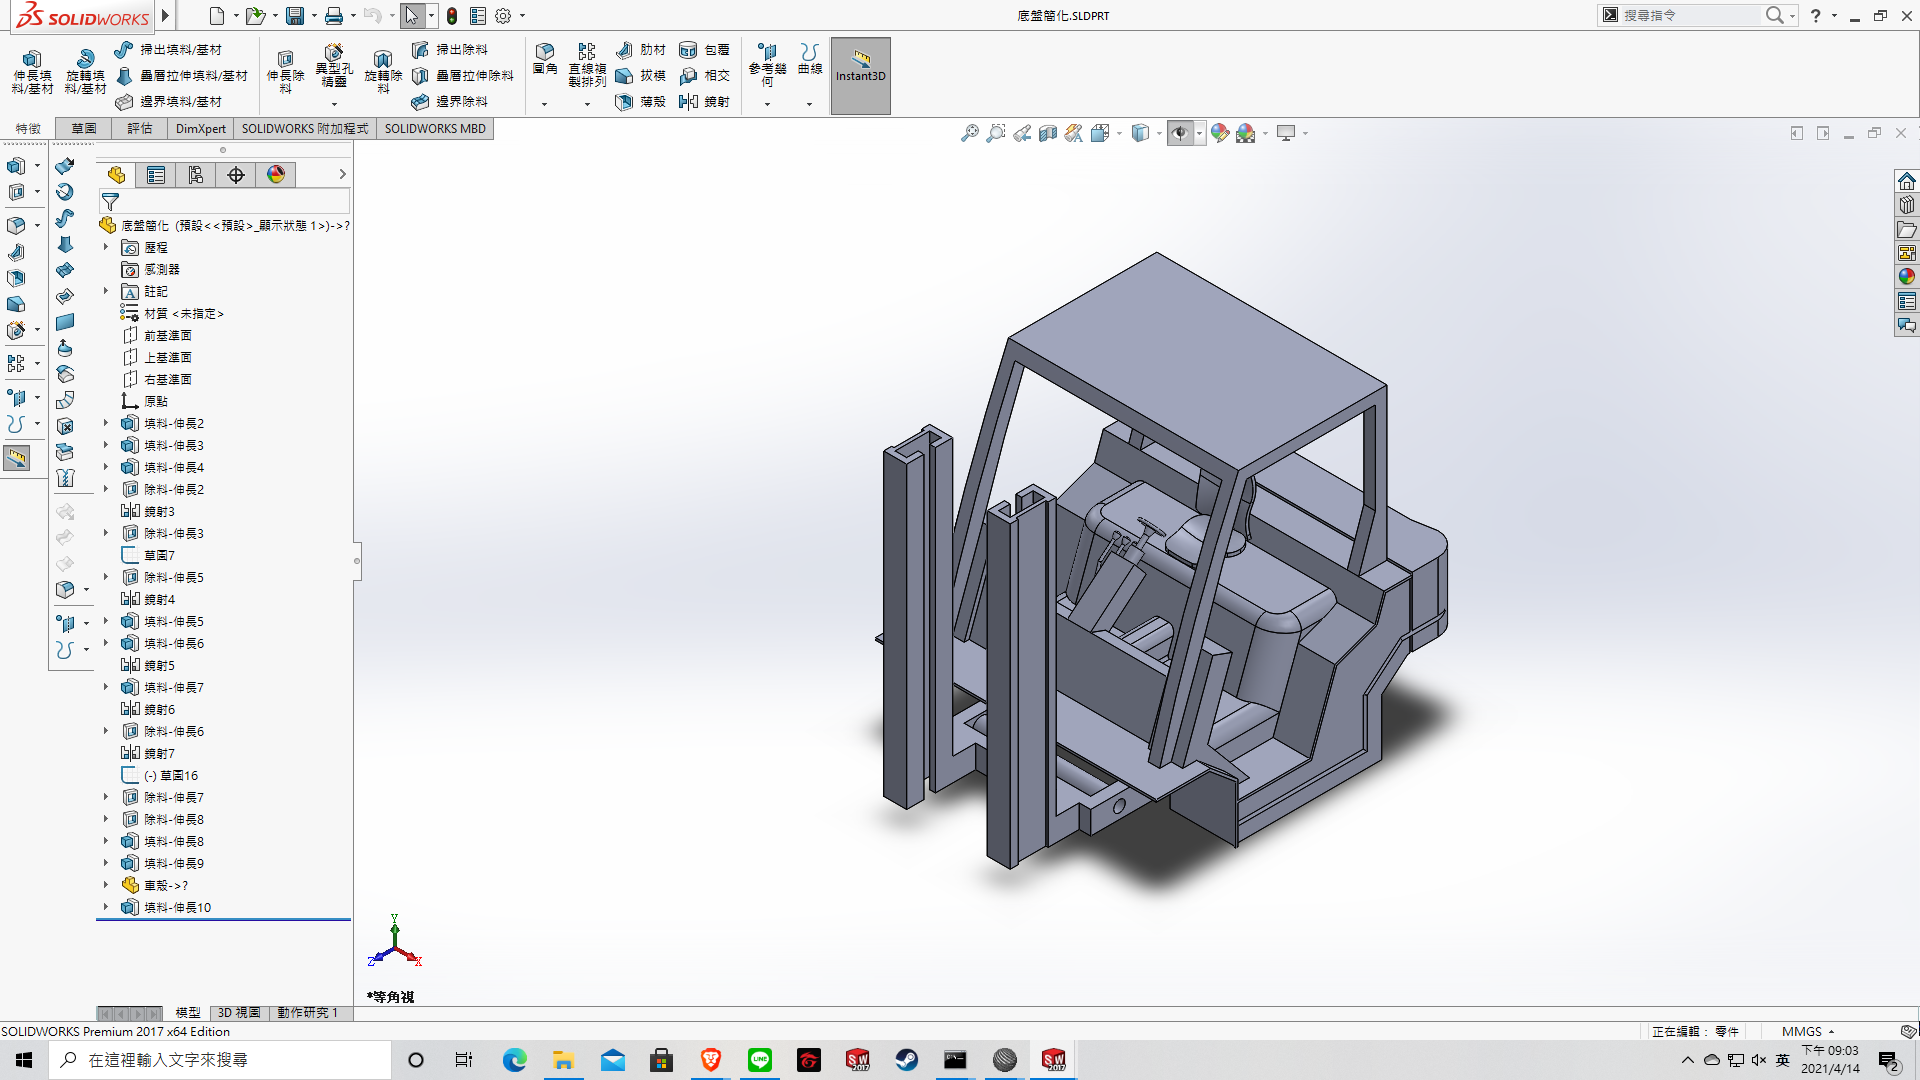 SOLIDWORKS
底盤簡化.SLDPRT
搜尋指令
伸長填料/基材
旋轉填料/基材
掃出填料/基材
疊層拉伸填料/基材
邊界填料/基材
伸長除料
異型孔精靈
旋轉除料
掃出除料
疊層拉伸除料
邊界除料
圓角
直線複製排列
肋材
拔模
薄殼
包覆
相交
鏡射
參考幾何
曲線
Instant3D
特徵
草圖
評估
DimXpert
SOLIDWORKS 附加程式
SOLIDWORKS MBD
底盤簡化 (預設<<預設>_顯示狀態 1>)->?
歷程
感測器
註記
材質 <未指定>
前基準面
上基準面
右基準面
原點
填料-伸長2
填料-伸長3
填料-伸長4
除料-伸長2
鏡射3
除料-伸長3
草圖7
除料-伸長5
鏡射4
填料-伸長5
填料-伸長6
鏡射5
填料-伸長7
鏡射6
除料-伸長6
鏡射7
(-) 草圖16
除料-伸長7
除料-伸長8
填料-伸長8
填料-伸長9
車殼->?
填料-伸長10
Y
Z
X
*等角視
模型
3D 視圖
動作研究 1
SOLIDWORKS Premium 2017 x64 Edition
正在編輯： 零件
MMGS
在這裡輸入文字來搜尋
LINE
SW 2017
SW 2017
英
下午 09:03
2021/4/14
2